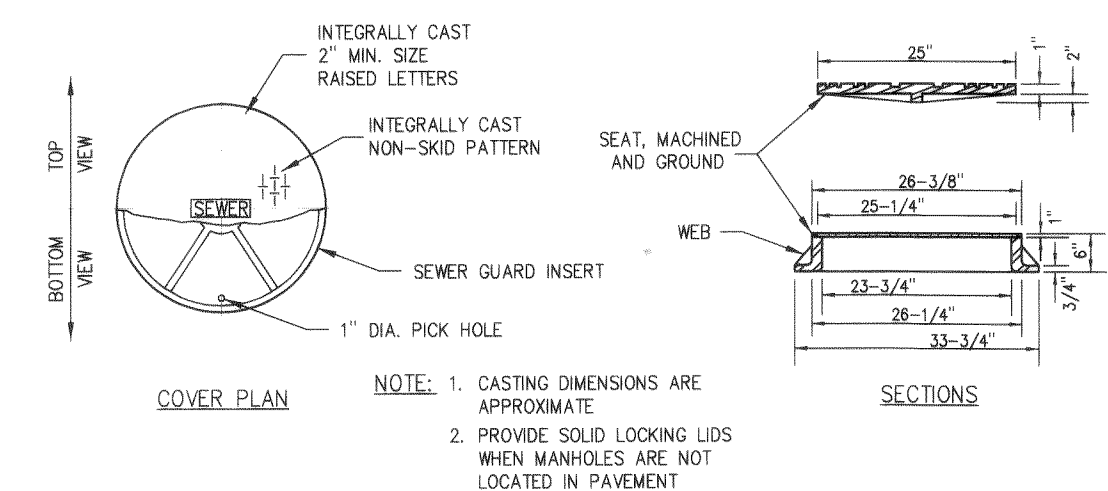 INTEGRALLY CAST
2" MIN. SIZE
RAISED LETTERS
INTEGRALLY CAST
NON-SKID PATTERN
TOP
VIEW
BOTTOM
VIEW
SEWER
SEWER GUARD INSERT
1" DIA. PICK HOLE
COVER PLAN
NOTE: 1. CASTING DIMENSIONS ARE
APPROXIMATE
2. PROVIDE SOLID LOCKING LIDS
WHEN MANHOLES ARE NOT
LOCATED IN PAVEMENT
25"
1"
2"
SEAT, MACHINED
AND GROUND
26-3/8"
25-1/4"
WEB
1"
6"
3/4"
23-3/4"
26-1/4"
33-3/4"
SECTIONS